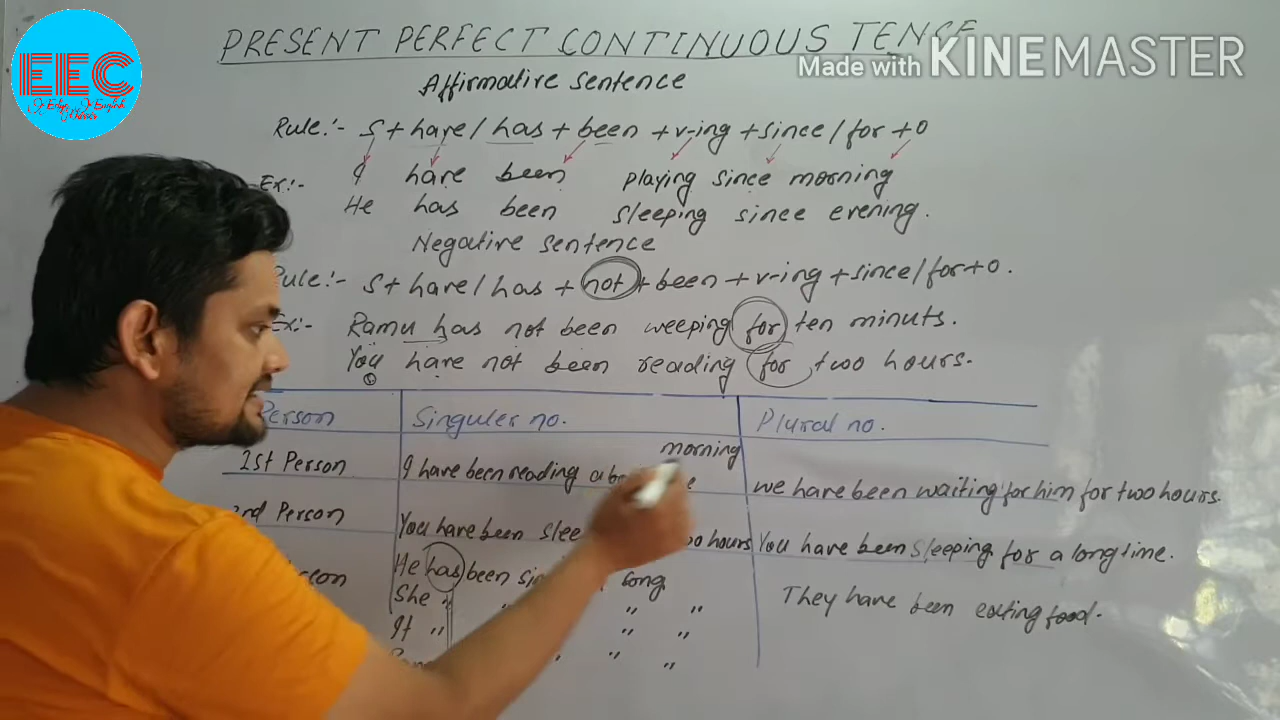 EEC
PRESENT PERFECT CONTINUOUS TENCE
Made with KINEMASTER
Affirmative sentence
Rule:- S + have/ has + been + v-ing + since/for + O
Ex:- I have been playing since morning
He has been sleeping since evening.
Negative sentence
Rule:- S + have/has + not + been + v-ing + since/for + O.
Ex:- Ramu has not been weeping for ten minuts.
You have not been reading for two hours.
Person Singuler no. Plural no.
morning
1st Person I have been reading a we have been waiting for him for two hours.
2nd Person You have been hours You have been sleeping for a long time.
He has been song
She " " " "
They have been eating food.
It " " "
" "